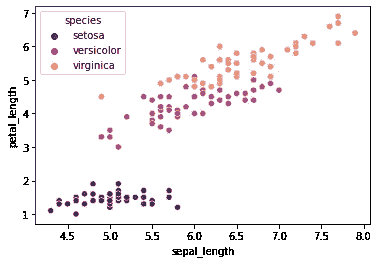 species
setosa
versicolor
virginica
7
6
5
4
3
2
1
petal_length
4.5 5.0 5.5 6.0 6.5 7.0 7.5 8.0
sepal_length